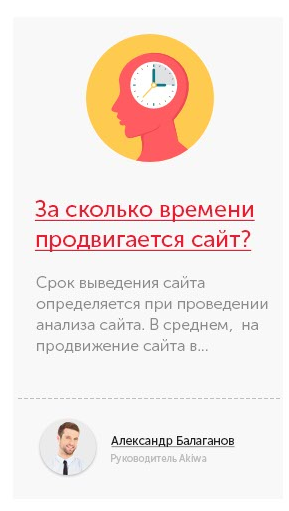 За сколько времени
продвигается сайт?
Срок выведения сайта
определяется при проведении
анализа сайта. В среднем, на
продвижение сайта в...
Александр Балаганов
Руководитель Akiwa